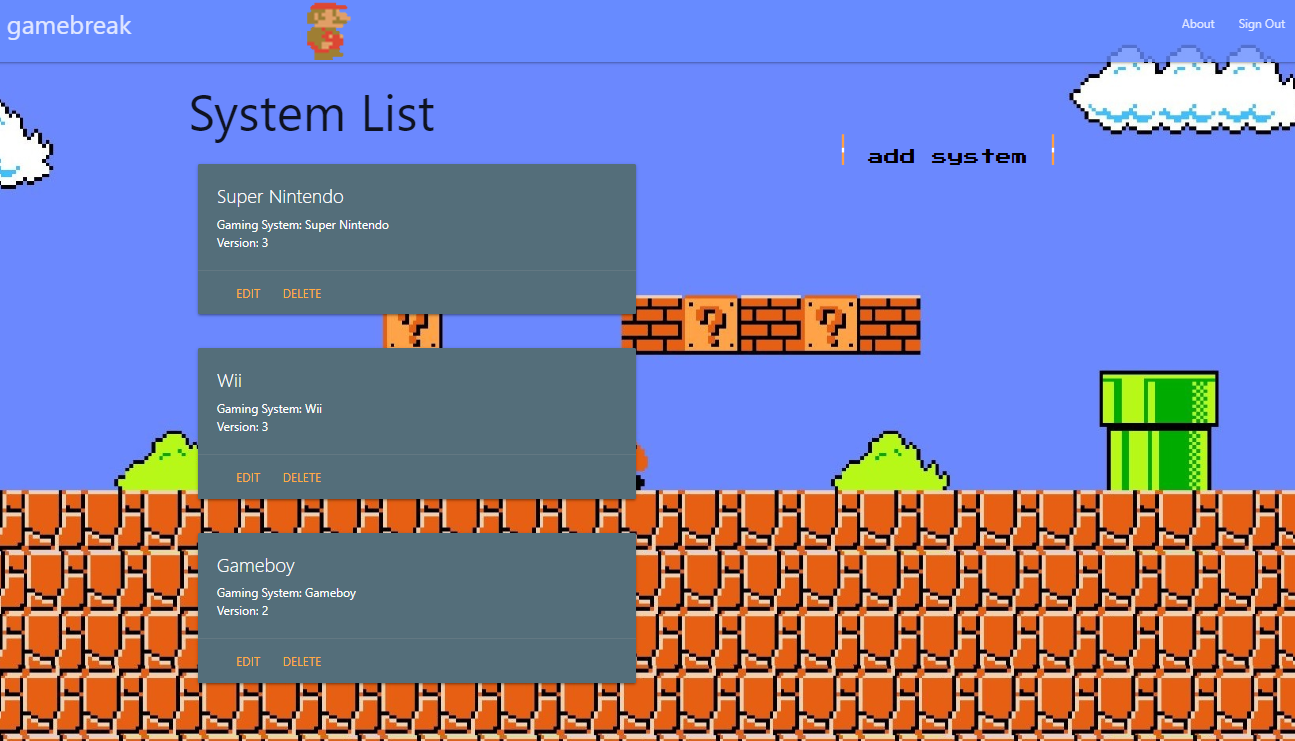 gamebreak
About
Sign Out
System List
add system
Super Nintendo
Gaming System: Super Nintendo
Version: 3
EDIT DELETE
? ? ?
Wii
Gaming System: Wii
Version: 3
EDIT DELETE
Gameboy
Gaming System: Gameboy
Version: 2
EDIT DELETE